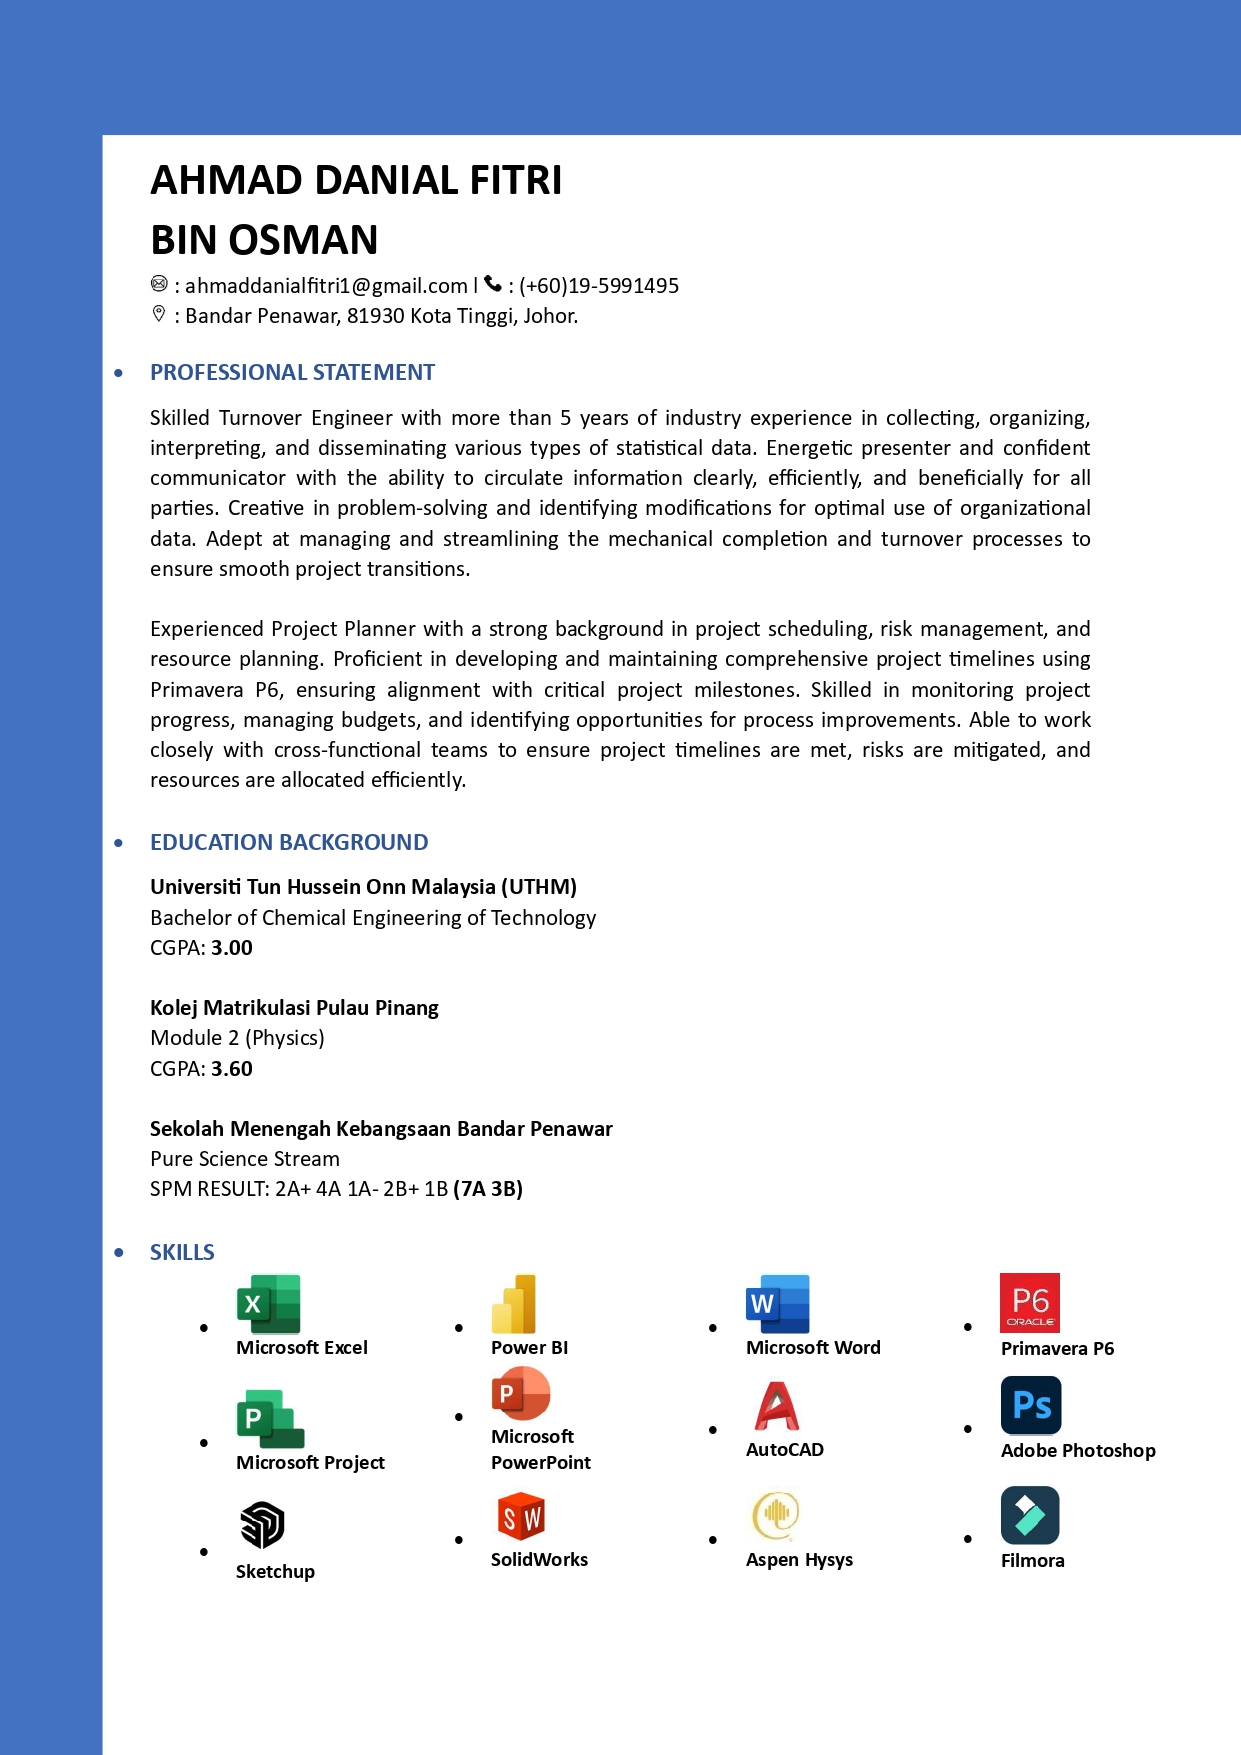 AHMAD DANIAL FITRI
BIN OSMAN
: ahmaddanialfitri1@gmail.com l : (+60)19-5991495
: Bandar Penawar, 81930 Kota Tinggi, Johor.
• PROFESSIONAL STATEMENT
Skilled Turnover Engineer with more than 5 years of industry experience in collecting, organizing,
interpreting, and disseminating various types of statistical data. Energetic presenter and confident
communicator with the ability to circulate information clearly, efficiently, and beneficially for all
parties. Creative in problem-solving and identifying modifications for optimal use of organizational
data. Adept at managing and streamlining the mechanical completion and turnover processes to
ensure smooth project transitions.
Experienced Project Planner with a strong background in project scheduling, risk management, and
resource planning. Proficient in developing and maintaining comprehensive project timelines using
Primavera P6, ensuring alignment with critical project milestones. Skilled in monitoring project
progress, managing budgets, and identifying opportunities for process improvements. Able to work
closely with cross-functional teams to ensure project timelines are met, risks are mitigated, and
resources are allocated efficiently.
• EDUCATION BACKGROUND
Universiti Tun Hussein Onn Malaysia (UTHM)
Bachelor of Chemical Engineering of Technology
CGPA: 3.00
Kolej Matrikulasi Pulau Pinang
Module 2 (Physics)
CGPA: 3.60
Sekolah Menengah Kebangsaan Bandar Penawar
Pure Science Stream
SPM RESULT: 2A+ 4A 1A- 2B+ 1B (7A 3B)
• SKILLS
X
W
P6
ORACLE
• Microsoft Excel
• Power BI
• Microsoft Word
• Primavera P6
P
P
Ps
• Microsoft Project
• Microsoft
PowerPoint
• AutoCAD
• Adobe Photoshop
S W
• Sketchup
• SolidWorks
• Aspen Hysys
• Filmora